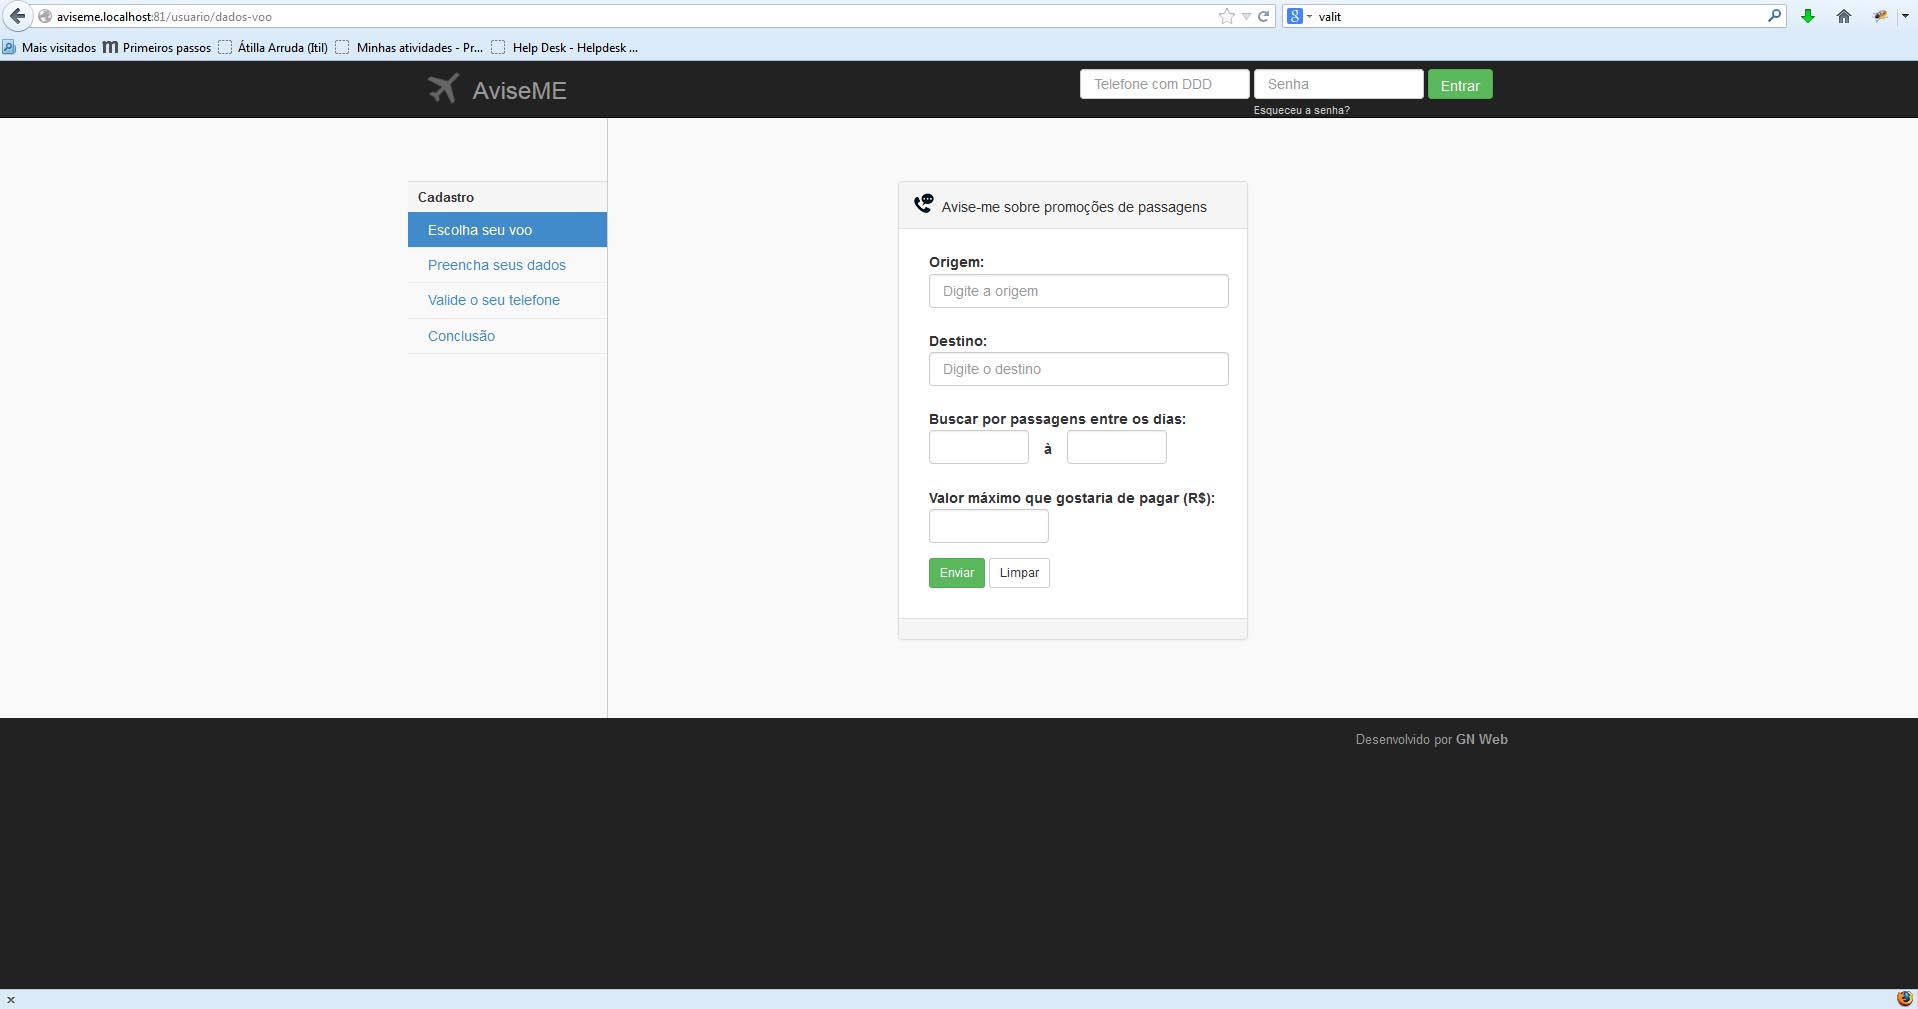 aviseme.localhost:81/usuario/dados-voo
8
valit
Mais visitados
Primeiros passos
Átilla Arruda (Itil)
Minhas atividades - Pr...
Help Desk - Helpdesk ...
AviseME
Telefone com DDD
Senha
Entrar
Esqueceu a senha?
Cadastro
Escolha seu voo
Preencha seus dados
Valide o seu telefone
Conclusão
Avise-me sobre promoções de passagens
Origem:
Digite a origem
Destino:
Digite o destino
Buscar por passagens entre os dias:
à
Valor máximo que gostaria de pagar (R$):
Enviar
Limpar
Desenvolvido por GN Web
x